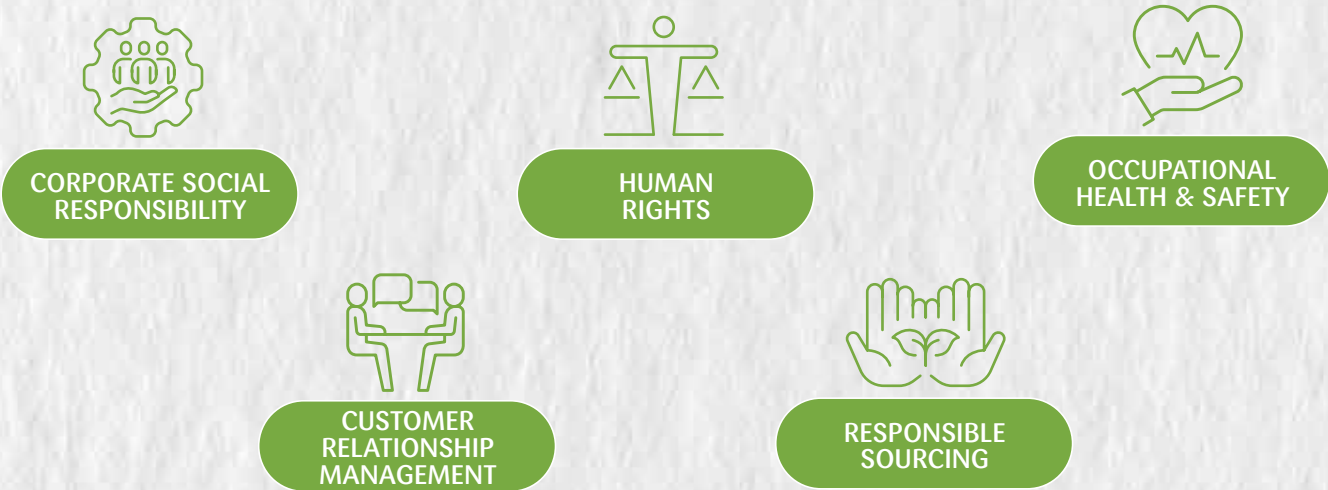 CORPORATE SOCIAL
RESPONSIBILITY
HUMAN
RIGHTS
OCCUPATIONAL
HEALTH & SAFETY
CUSTOMER
RELATIONSHIP
MANAGEMENT
RESPONSIBLE
SOURCING